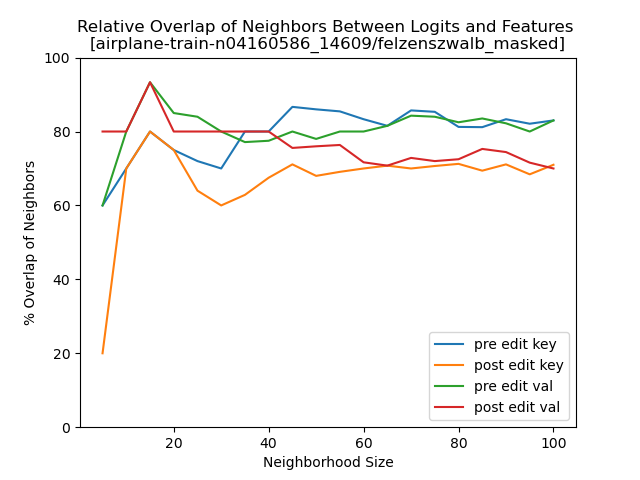 Relative Overlap of Neighbors Between Logits and Features
[airplane-train-n04160586_14609/felzenszwalb_masked]
100
80
60
40
20
0
% Overlap of Neighbors
20 40 60 80 100
Neighborhood Size
pre edit key
post edit key
pre edit val
post edit val